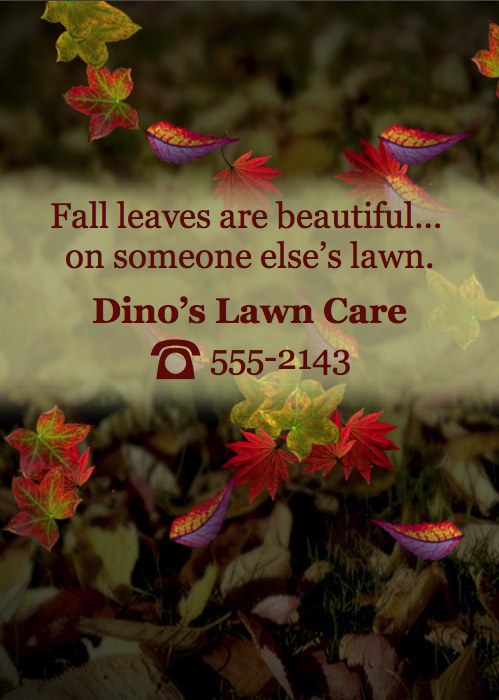 Fall leaves are beautiful...
on someone else’s lawn.
Dino’s Lawn Care
555-2143